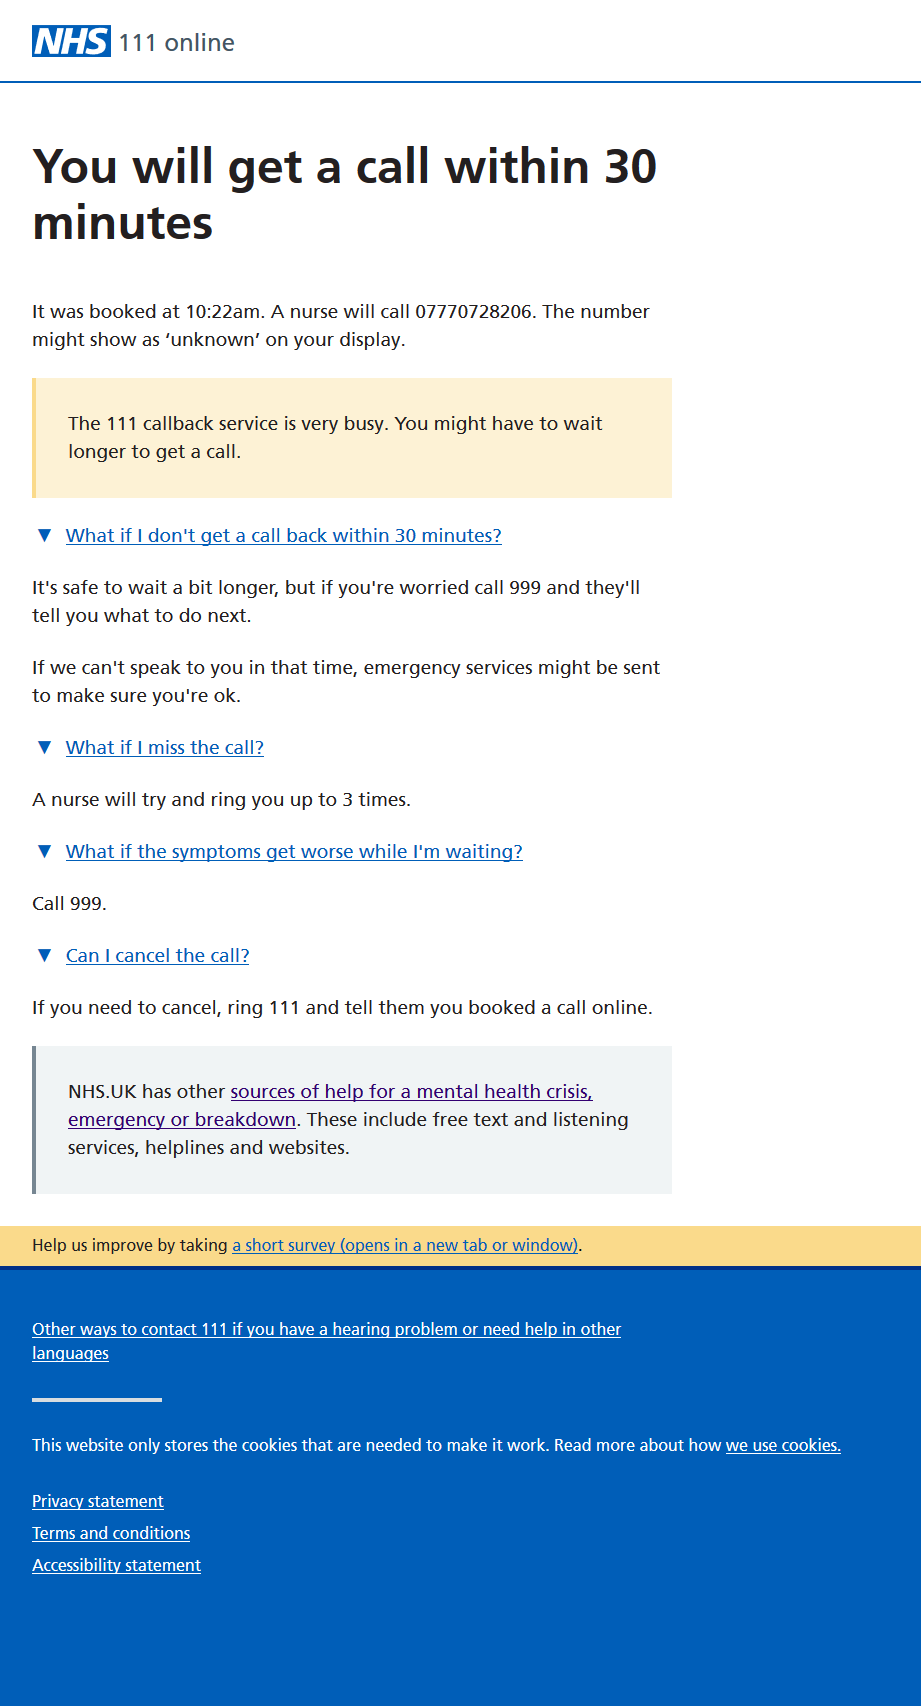 NHS 111 online
You will get a call within 30
minutes
It was booked at 10:22am. A nurse will call 07770728206. The number
might show as ‘unknown’ on your display.
The 111 callback service is very busy. You might have to wait
longer to get a call.
▼ What if I don't get a call back within 30 minutes?
It's safe to wait a bit longer, but if you're worried call 999 and they'll
tell you what to do next.
If we can't speak to you in that time, emergency services might be sent
to make sure you're ok.
▼ What if I miss the call?
A nurse will try and ring you up to 3 times.
▼ What if the symptoms get worse while I'm waiting?
Call 999.
▼ Can I cancel the call?
If you need to cancel, ring 111 and tell them you booked a call online.
NHS.UK has other sources of help for a mental health crisis,
emergency or breakdown. These include free text and listening
services, helplines and websites.
Help us improve by taking a short survey (opens in a new tab or window).
Other ways to contact 111 if you have a hearing problem or need help in other
languages
This website only stores the cookies that are needed to make it work. Read more about how we use cookies.
Privacy statement
Terms and conditions
Accessibility statement